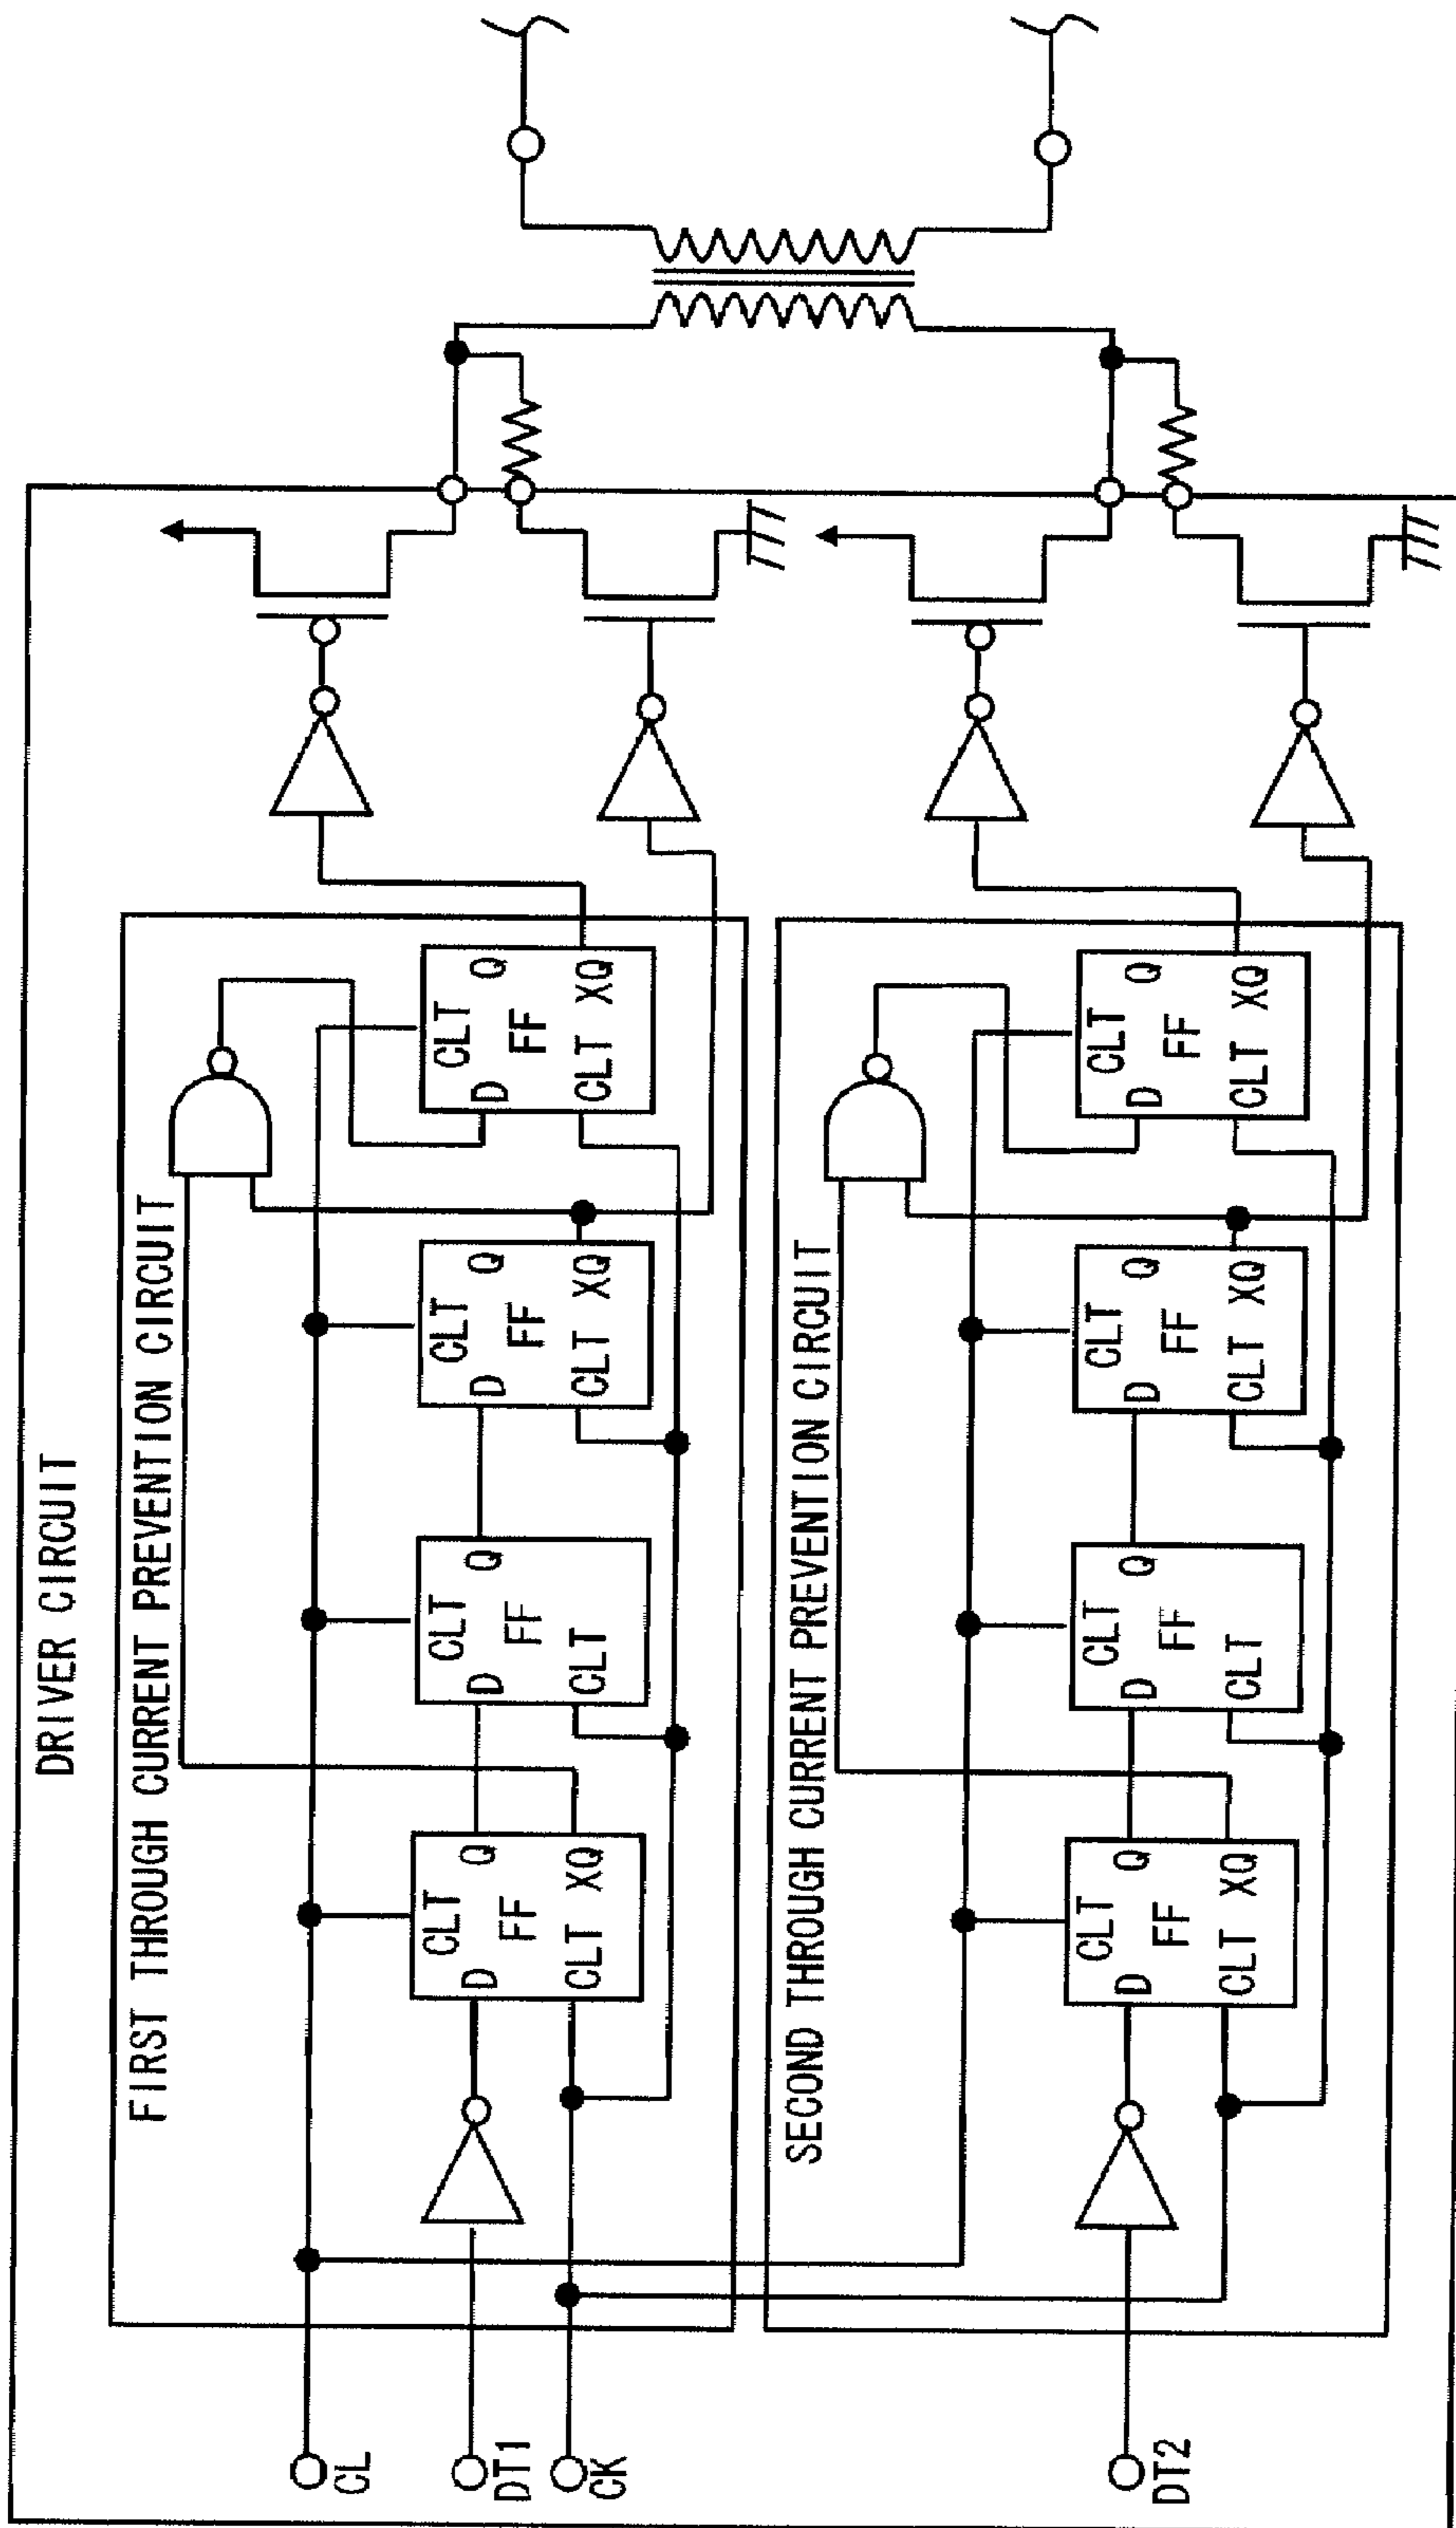 DRIVER CIRCUIT
FIRST THROUGH CURRENT PREVENTION CIRCUIT
CL
DT1
CK
CLT
D Q
FF
CLT XQ
CLT
D Q
FF
CLT
CLT
D Q
FF
CLT XQ
CLT
D Q
FF
CLT XQ
SECOND THROUGH CURRENT PREVENTION CIRCUIT
DT2
CLT
D Q
FF
CLT XQ
CLT
D Q
FF
CLT
CLT
D Q
FF
CLT XQ
CLT
D Q
FF
CLT XQ